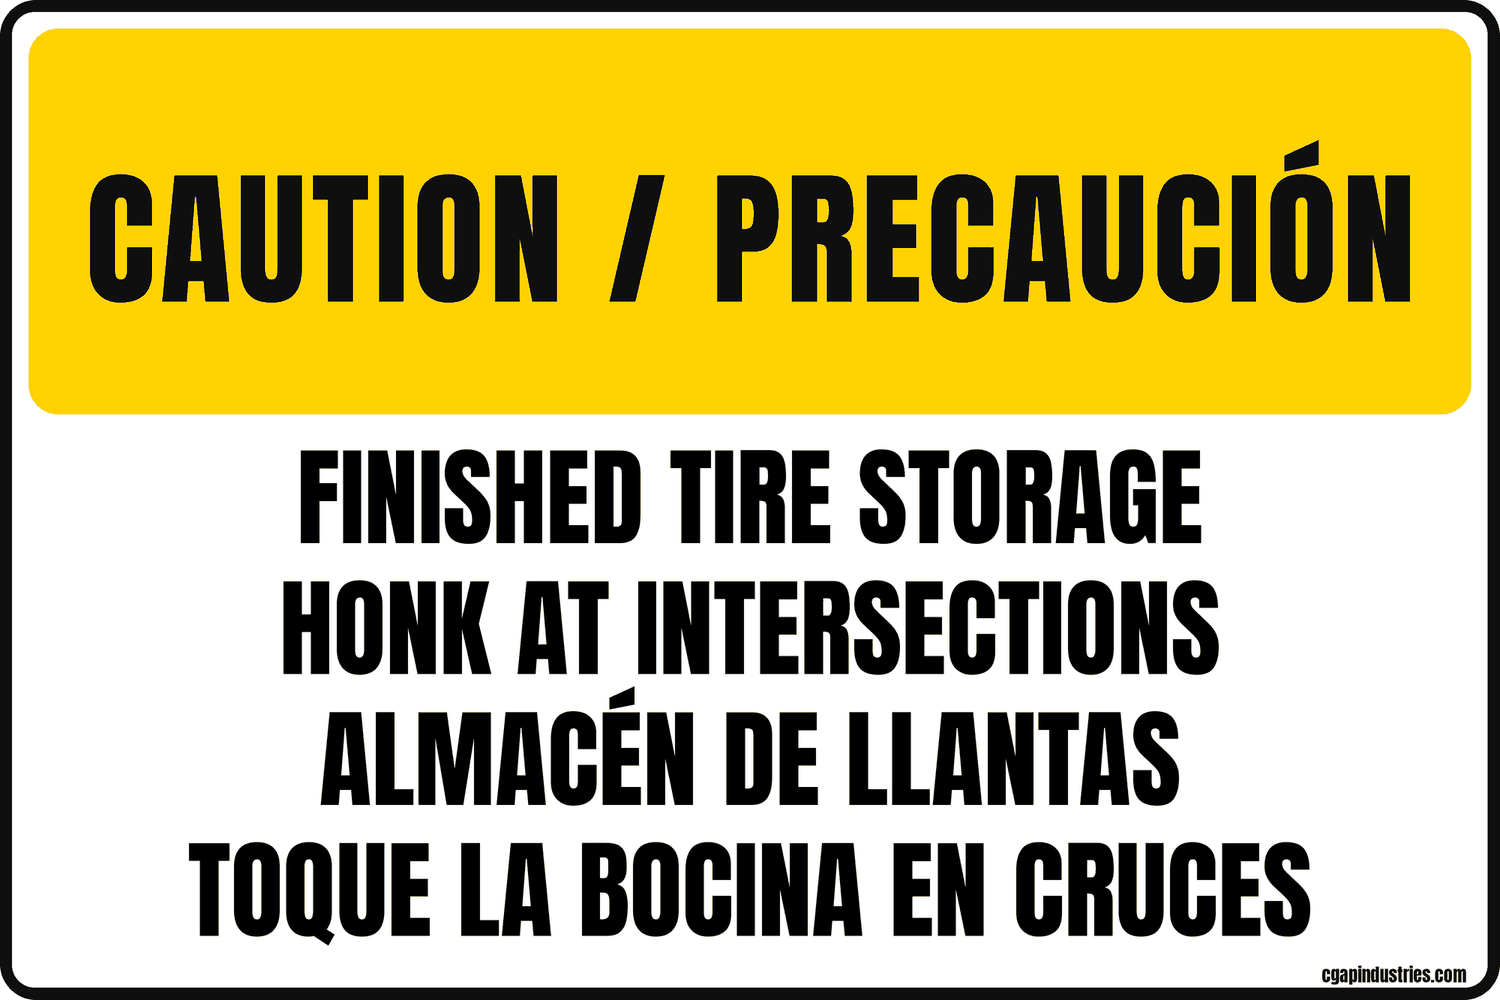 CAUTION / PRECAUCIÓN
FINISHED TIRE STORAGE
HONK AT INTERSECTIONS
ALMACÉN DE LLANTAS
TOQUE LA BOCINA EN CRUCES
cgapindustries.com